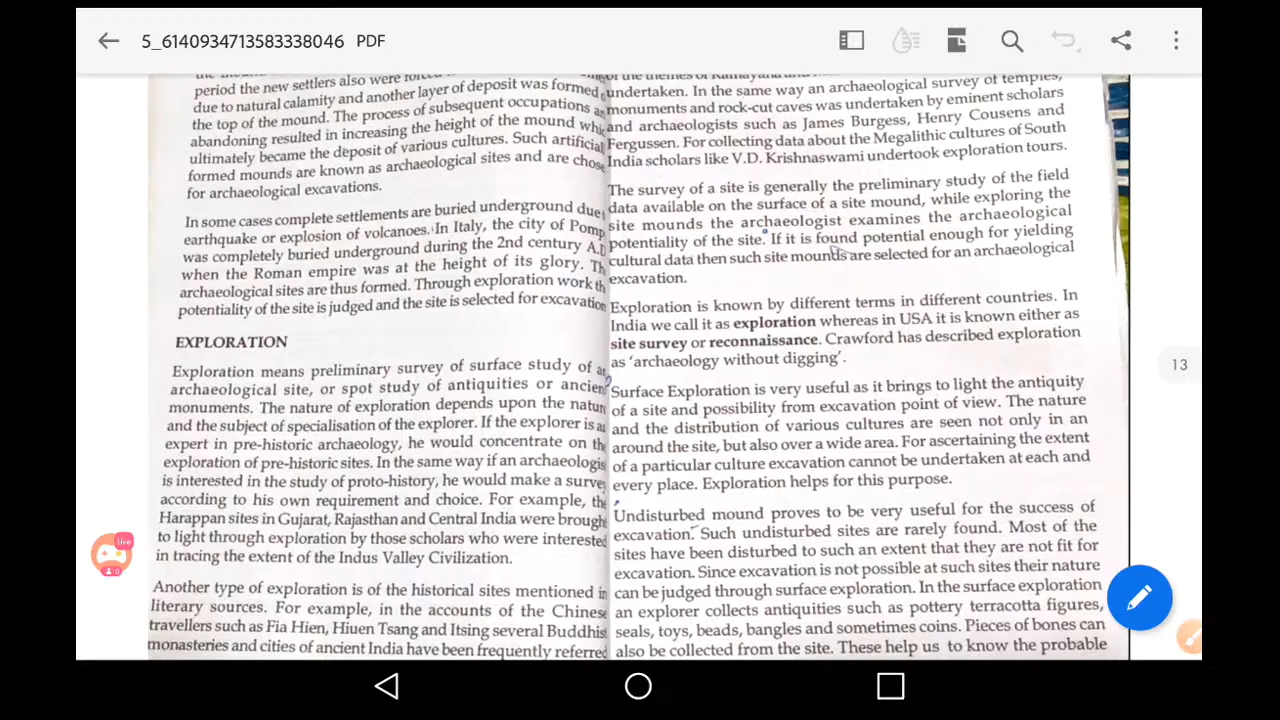 5_6140934713583338046 PDF
period the new settlers also were forced
due to natural calamity and another layer of deposit was formed
the top of the mound. The process of subsequent occupations
abandoning resulted in increasing the height of the mound
ultimately became the deposit of various cultures. Such artificial
formed mounds are known as archaeological sites and are
for archaeological excavations.
In some cases complete settlements are buried underground due
earthquake or explosion of volcanoes. In Italy, the city of
was completely buried underground during the 2nd century A.D
when the Roman empire was at the height of its glory.
archaeological sites are thus formed. Through exploration work
potentiality of the site is judged and the site is selected for excavation
EXPLORATION
Exploration means preliminary survey of surface study of
archaeological site, or spot study of antiquities or ancient
monuments. The nature of exploration depends upon the
and the subject of specialisation of the explorer. If the explorer is
expert in pre-historic archaeology, he would concentrate on the
exploration of pre-historic sites. In the same way if an
is interested in the study of proto-history, he would make a survey
according to his own requirement and choice. For example, the
Harappan sites in Gujarat, Rajasthan and Central India were brough
to light through exploration by those scholars who were interested
in tracing the extent of the Indus Valley Civilization.
Another type of exploration is of the historical sites mentioned in
literary sources. For example, in the accounts of the Chinese
travellers such as Fia Hien, Hiuen Tsang and Itsing several Buddhis
monasteries and cities of ancient India have been frequently referred
of the themes of Ramayana and
undertaken. In the same way an archaeological survey of temples,
monuments and rock-cut caves was undertaken by eminent scholars
and archaeologists such as James Burgess, Henry Cousens and
Fergussen. For collecting data about the Megalithic cultures of South
India scholars like V.D. Krishnaswami undertook exploration tours.
The survey of a site is generally the preliminary study of the field
data available on the surface of a site mound, while exploring the
site mounds the archaeologist examines the archaeological
potentiality of the site. If it is found potential enough for yielding
cultural data then such site mounds are selected for an archaeological
excavation.
Exploration is known by different terms in different countries. In
India we call it as exploration whereas in USA it is known either as
site survey or reconnaissance. Crawford has described exploration
as 'archaeology without digging'.
Surface Exploration is very useful as it brings to light the antiquity
of a site and possibility from excavation point of view. The nature
and the distribution of various cultures are seen not only in an
around the site, but also over a wide area. For ascertaining the extent
of a particular culture excavation cannot be undertaken at each and
every place. Exploration helps for this purpose.
Undisturbed mound proves to be very useful for the success of
excavation. Such undisturbed sites are rarely found. Most of the
sites have been disturbed to such an extent that they are not fit for
excavation. Since excavation is not possible at such sites their nature
can be judged through surface exploration. In the surface exploration
an explorer collects antiquities such as pottery terracotta figures,
seals, toys, beads, bangles and sometimes coins. Pieces of bones can
also be collected from the site. These help us to know the probable
13
live
0